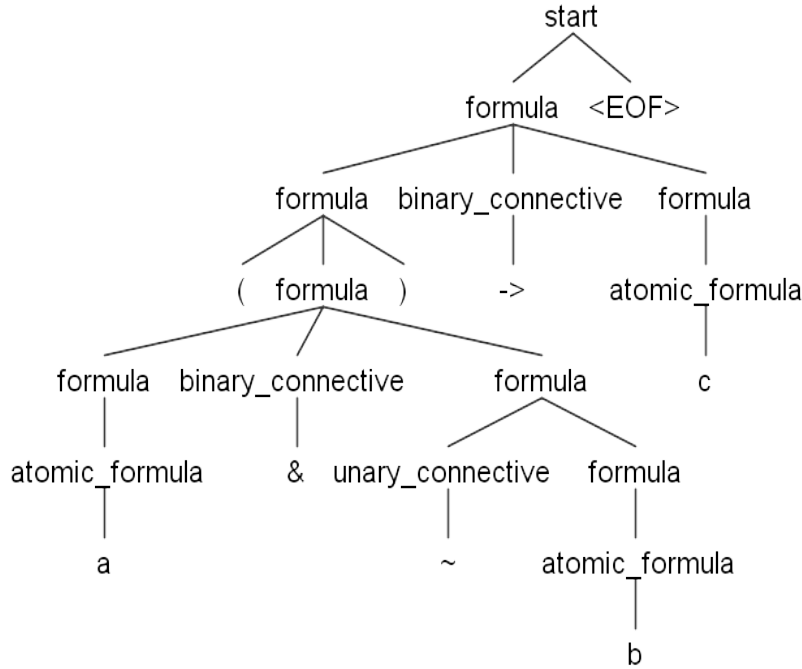 start
formula <EOF>
formula binary_connective formula
( formula ) -> atomic_formula
formula binary_connective formula c
atomic_formula & unary_connective formula
a ~ atomic_formula
b